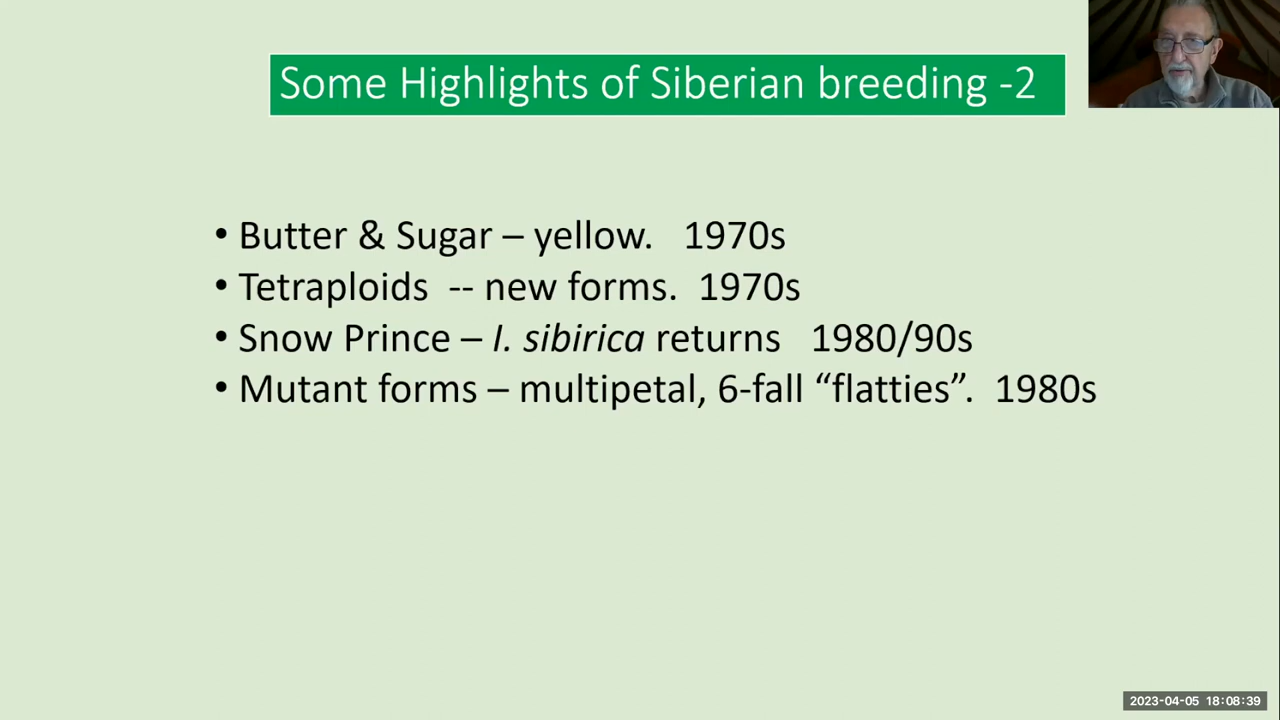 Some Highlights of Siberian breeding -2
• Butter & Sugar – yellow. 1970s
• Tetraploids -- new forms. 1970s
• Snow Prince – I. sibirica returns 1980/90s
• Mutant forms – multipetal, 6-fall “flatties”. 1980s
2023-04-05 18:08:39